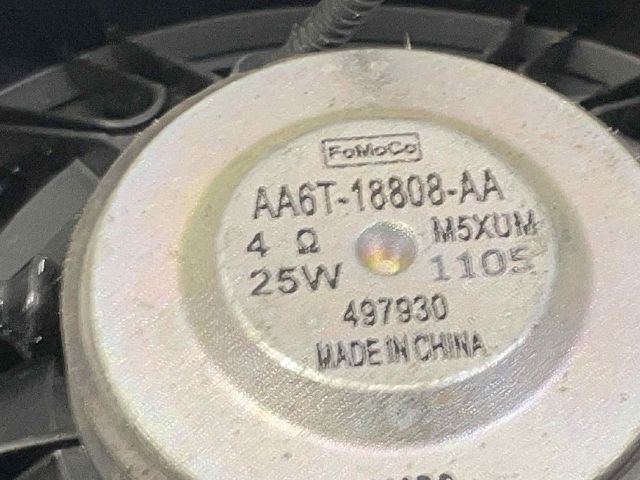 FoMoCo
AA6T-18808-AA
4 Ω M5XUM
25W 1105
497930
MADE IN CHINA